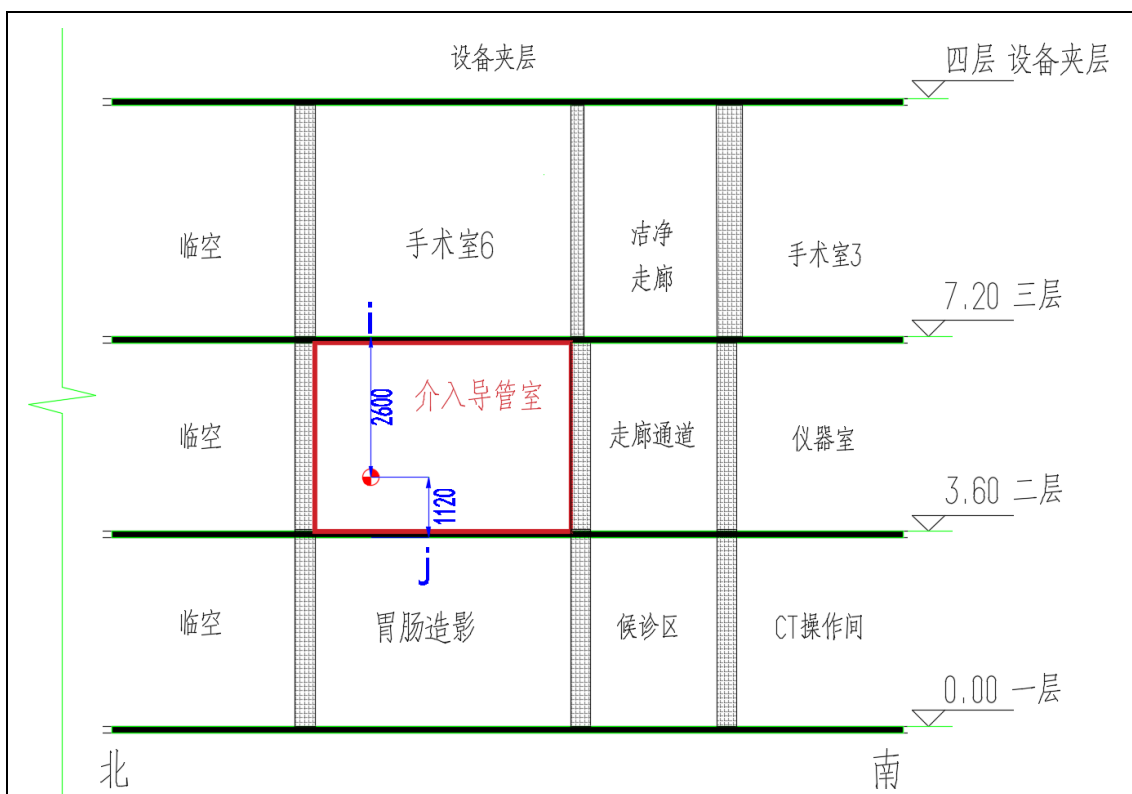 设备夹层
四层 设备夹层
临空
手术室6
洁净
走廊
手术室3
7.20 三层
i
2600
介入导管室
临空
走廊通道
仪器室
3.60 二层
1120
j
临空
胃肠造影
候诊区
CT操作间
0.00 一层
北
南